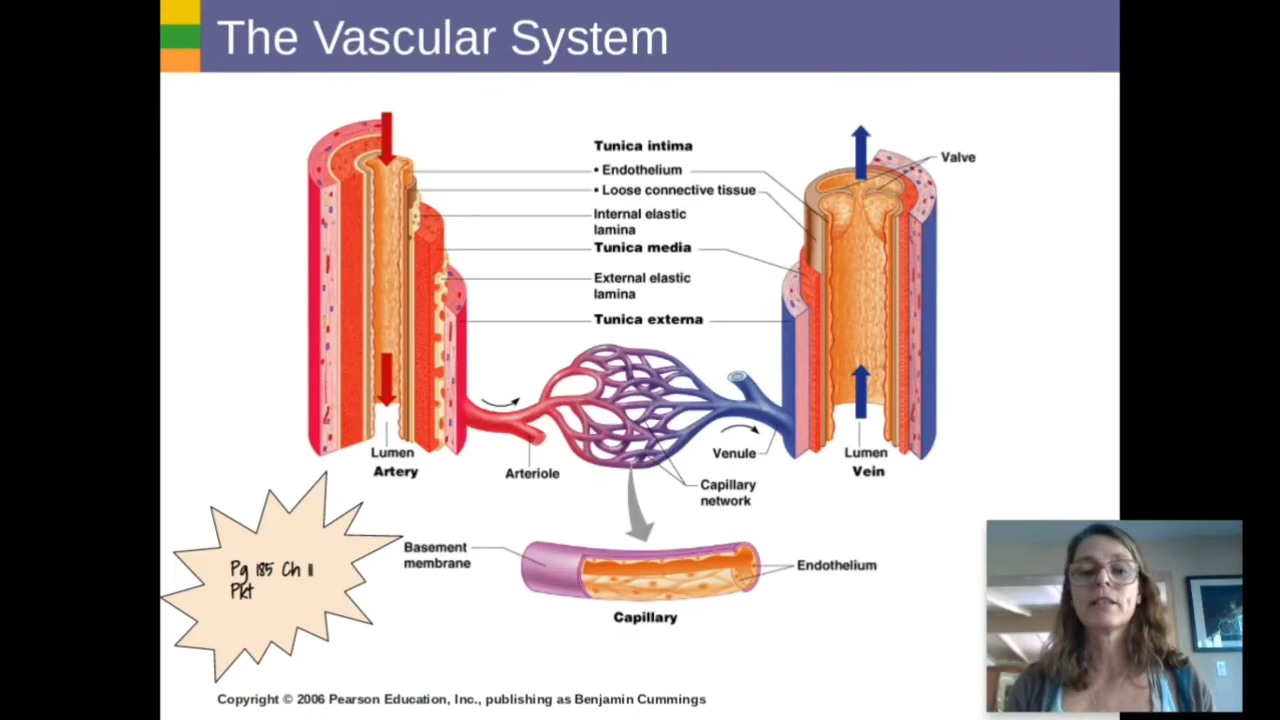 The Vascular System
Tunica intima
• Endothelium
• Loose connective tissue
Internal elastic
lamina
Tunica media
External elastic
lamina
Tunica externa
Valve
Lumen
Artery
Arteriole
Venule
Lumen
Vein
Capillary
network
Pg 185 Ch 11
Pkt
Basement
membrane
Endothelium
Capillary
Copyright © 2006 Pearson Education, Inc., publishing as Benjamin Cummings